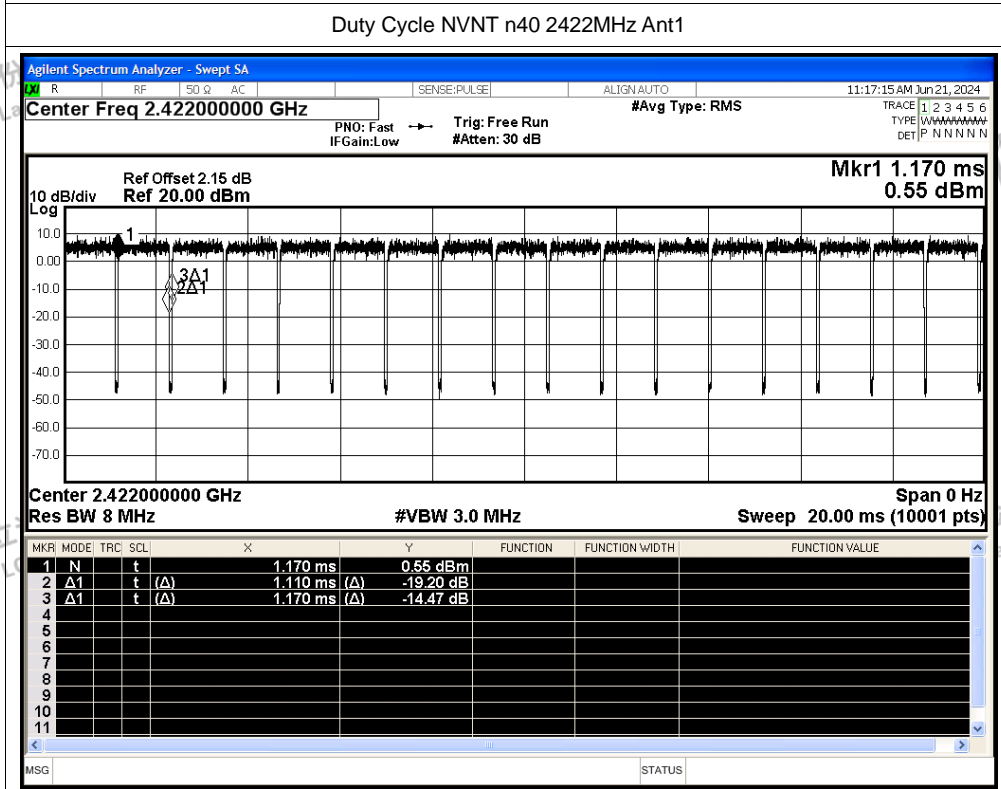 Duty Cycle NVNT n40 2422MHz Ant1
Agilent Spectrum Analyzer - Swept SA
LXI R RF 50 Ω AC SENSE:PULSE ALIGN AUTO 11:17:15 AM Jun 21, 2024
Center Freq 2.422000000 GHz
PNO: Fast
IFGain:Low
Trig: Free Run
#Atten: 30 dB
#Avg Type: RMS
TRACE 1 2 3 4 5 6
TYPE WWWWWWW
DET P N N N N N
Mkr1 1.170 ms
0.55 dBm
Ref Offset 2.15 dB
10 dB/div Ref 20.00 dBm
Log
10.0
0.00
-10.0
-20.0
-30.0
-40.0
-50.0
-60.0
-70.0
1
3Δ1
2Δ1
Center 2.422000000 GHz Span 0 Hz
Res BW 8 MHz #VBW 3.0 MHz Sweep 20.00 ms (10001 pts)
MKR MODE TRC SCL X Y FUNCTION FUNCTION WIDTH FUNCTION VALUE
1 N t 1.170 ms 0.55 dBm
2 Δ1 t (Δ) 1.110 ms (Δ) -19.20 dB
3 Δ1 t (Δ) 1.170 ms (Δ) -14.47 dB
4
5
6
7
8
9
10
11
MSG STATUS